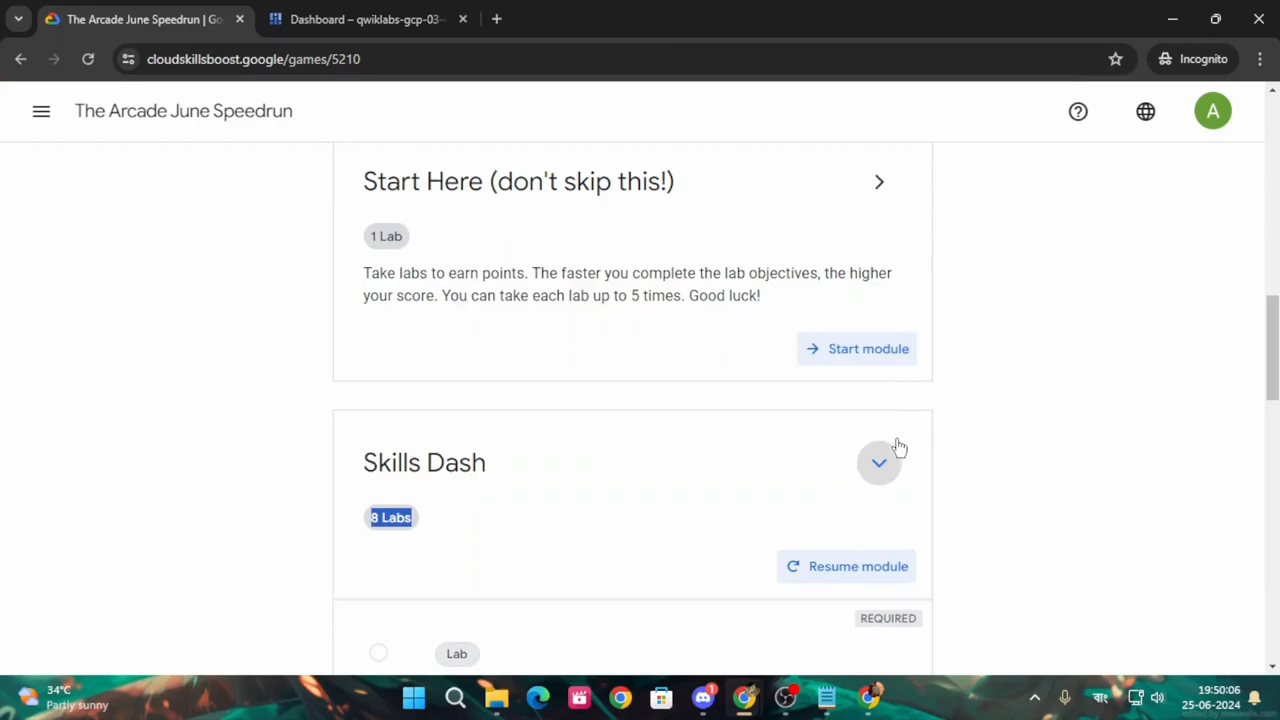 The Arcade June Speedrun | Go
Dashboard – qwiklabs-gcp-03-
cloudskillsboost.google/games/5210
Incognito
The Arcade June Speedrun
A
Start Here (don't skip this!)
1 Lab
Take labs to earn points. The faster you complete the lab objectives, the higher
your score. You can take each lab up to 5 times. Good luck!
Start module
Skills Dash
8 Labs
Resume module
REQUIRED
Lab
34°C
Partly sunny
1
বাং
19:50:06
25-06-2024